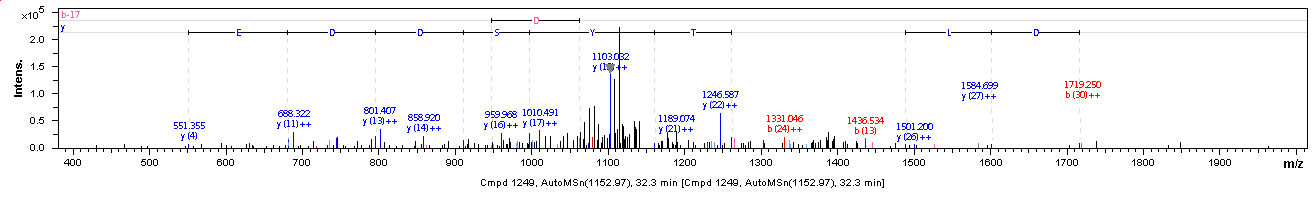 ×10⁵
b-17
y
D
E D D S Y T L D
2.0
1.5
1.0
0.5
0.0
Intens.
1103.032
1246.587
y (22)++
1584.699
y (27)++
1719.250
b (30)++
551.355
y (4)
688.322
y (11)++
801.407
y (13)++
858.920
y (14)++
959.968
y (16)++
1010.491
y (17)++
1189.074
y (21)++
1331.046
b (24)++
1436.534
b (13)
1501.200
y (26)++
400 500 600 700 800 900 1000 1100 1200 1300 1400 1500 1600 1700 1800 1900 m/z
Cmpd 1249, AutoMSn(1152.97), 32.3 min [Cmpd 1249, AutoMSn(1152.97), 32.3 min]